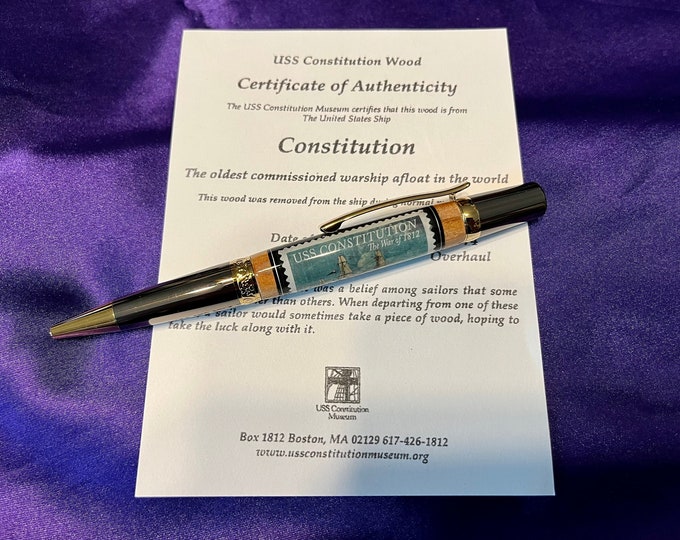 USS Constitution Wood
Certificate of Authenticity
The USS Constitution Museum certifies that this wood is from
The United States Ship
Constitution
The oldest commissioned warship afloat in the world
This wood was removed from the ship during normal
Date
USS CONSTITUTION
The War of 1812
Overhaul
was a belief among sailors that some
than others. When departing from one of these
a sailor would sometimes take a piece of wood, hoping to
take the luck along with it.
USS Constitution
Museum
Box 1812 Boston, MA 02129 617-426-1812
www.ussconstitutionmuseum.org